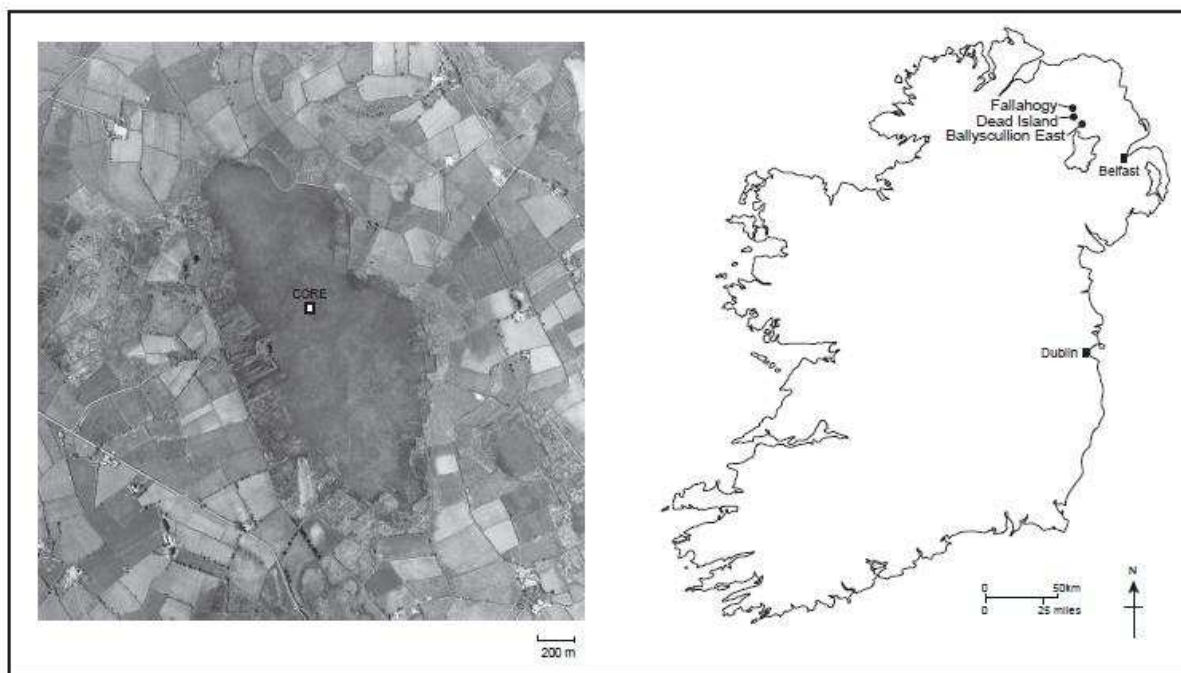 CORE
200 m
Fallahogy
Dead Island
Ballyscullion East
Belfast
Dublin
0 50km
0 25 miles
N